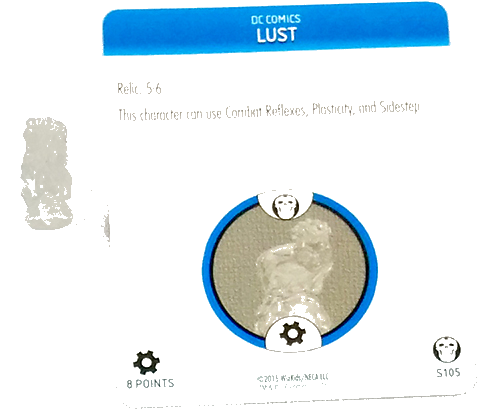 DC COMICS
LUST
Relic. 5-6
This character can use Combat Reflexes, Plasticity, and Sidestep.
8 POINTS
©2015 WizKids/NECA LLC
S105